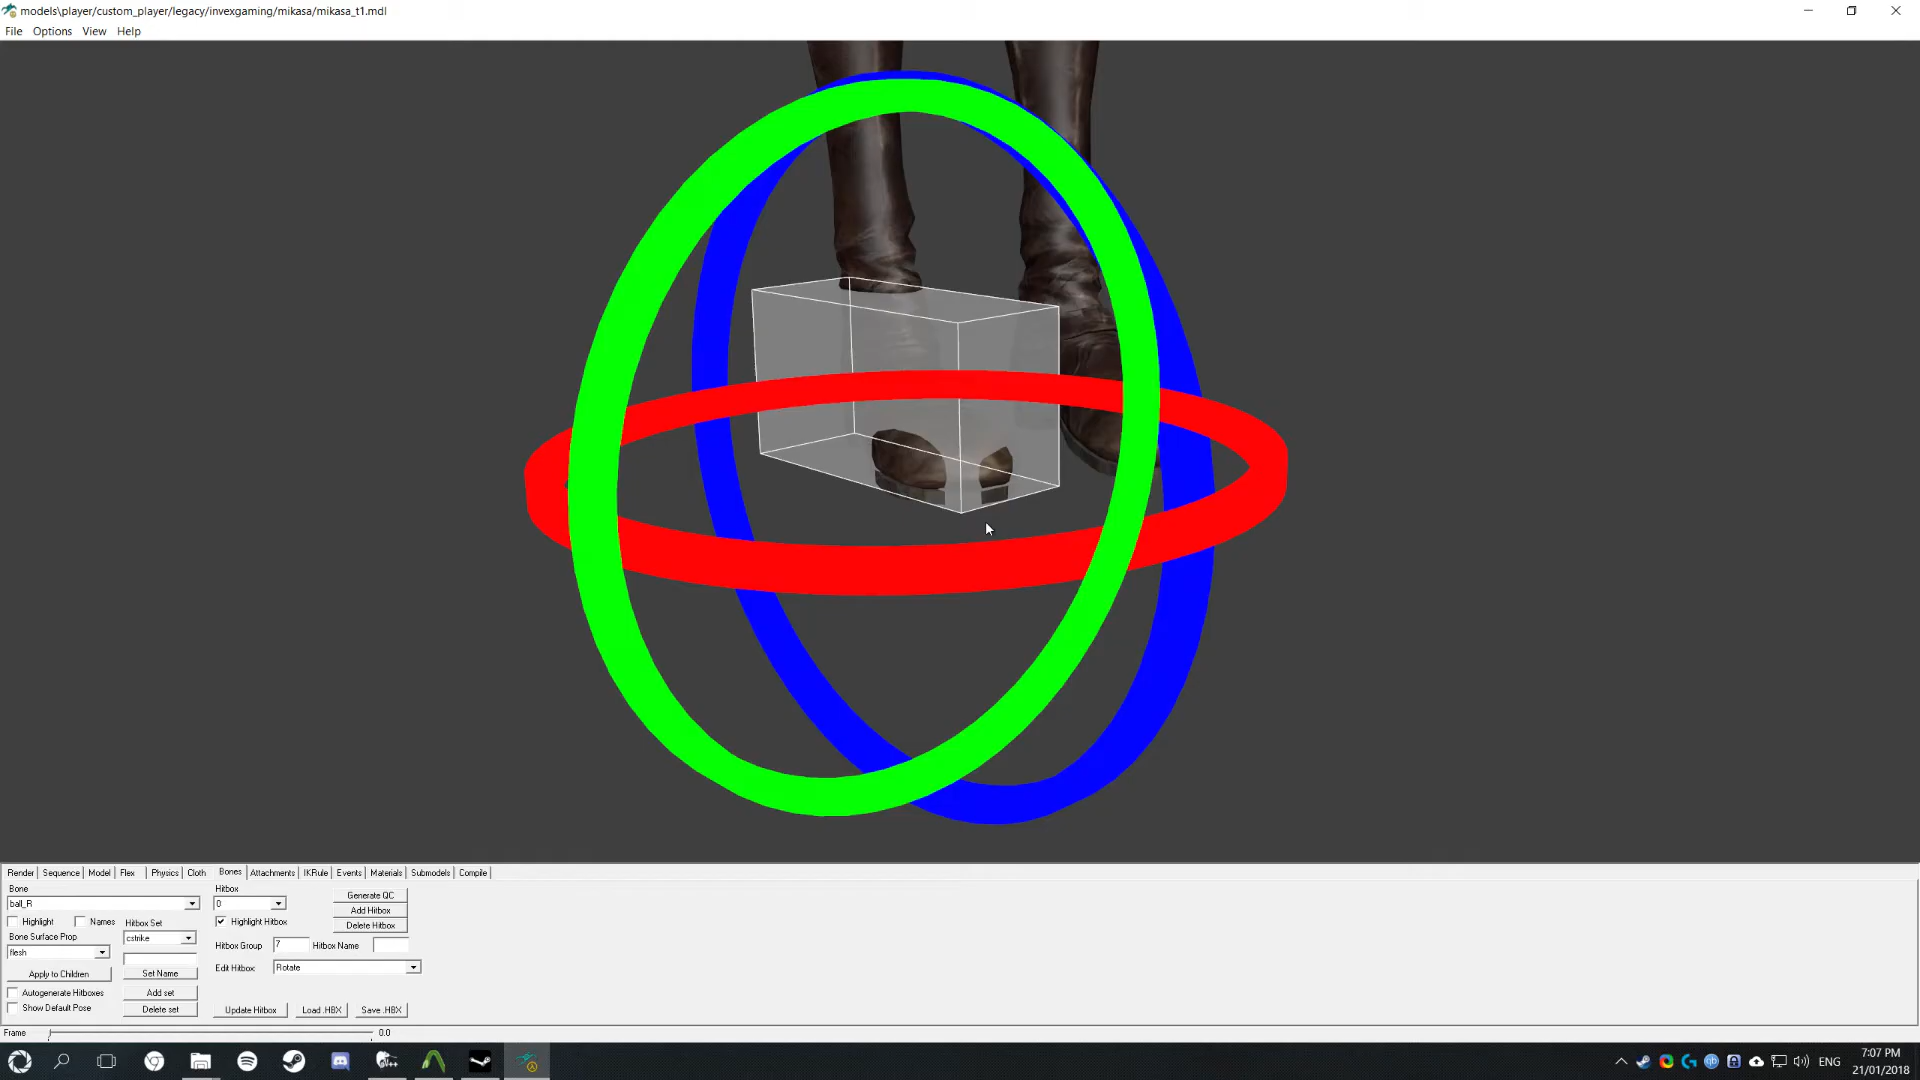 models\player/custom_player/legacy/invexgaming/mikasa/mikasa_t1.mdl
File Options View Help
Render Sequence Model Flex Physics Cloth Bones Attachments IKRule Events Materials Submodels Compile
Bone
ball_R
Highlight Names
Bone Surface Prop
flesh
Apply to Children
Autogenerate Hitboxes
Show Default Pose
Hitbox Set
cstrike
Set Name
Add set
Delete set
Hitbox
0
Highlight Hitbox
Generate QC
Add Hitbox
Delete Hitbox
Hitbox Group 7 Hitbox Name
Edit Hitbox: Rotate
Update Hitbox Load .HBX Save .HBX
Frame 0.0
ENG
7:07 PM
21/01/2018